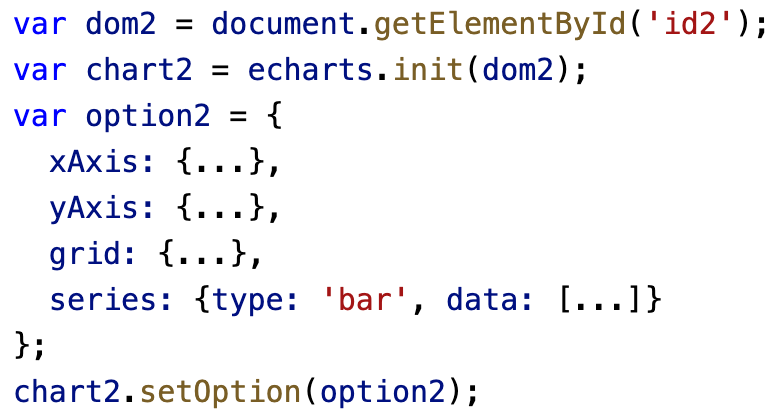 var dom2 = document.getElementById('id2');
var chart2 = echarts.init(dom2);
var option2 = {
  xAxis: {...},
  yAxis: {...},
  grid: {...},
  series: {type: 'bar', data: [...]}
};
chart2.setOption(option2);